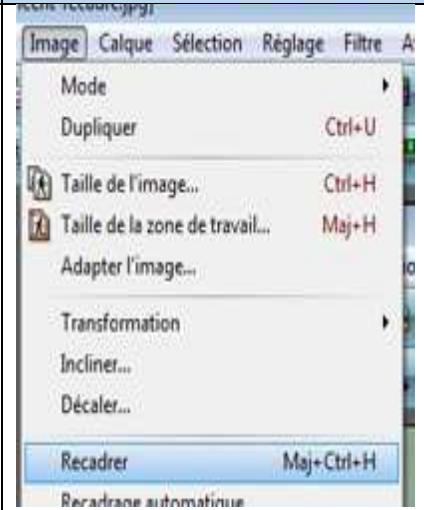 Image Calque Sélection Réglage Filtre
Mode
Dupliquer Ctrl+U
Taille de l'image... Ctrl+H
Taille de la zone de travail... Maj+H
Adapter l'image...
Transformation
Incliner...
Décaler...
Recadrer Maj+Ctrl+H
Recadrage automatique